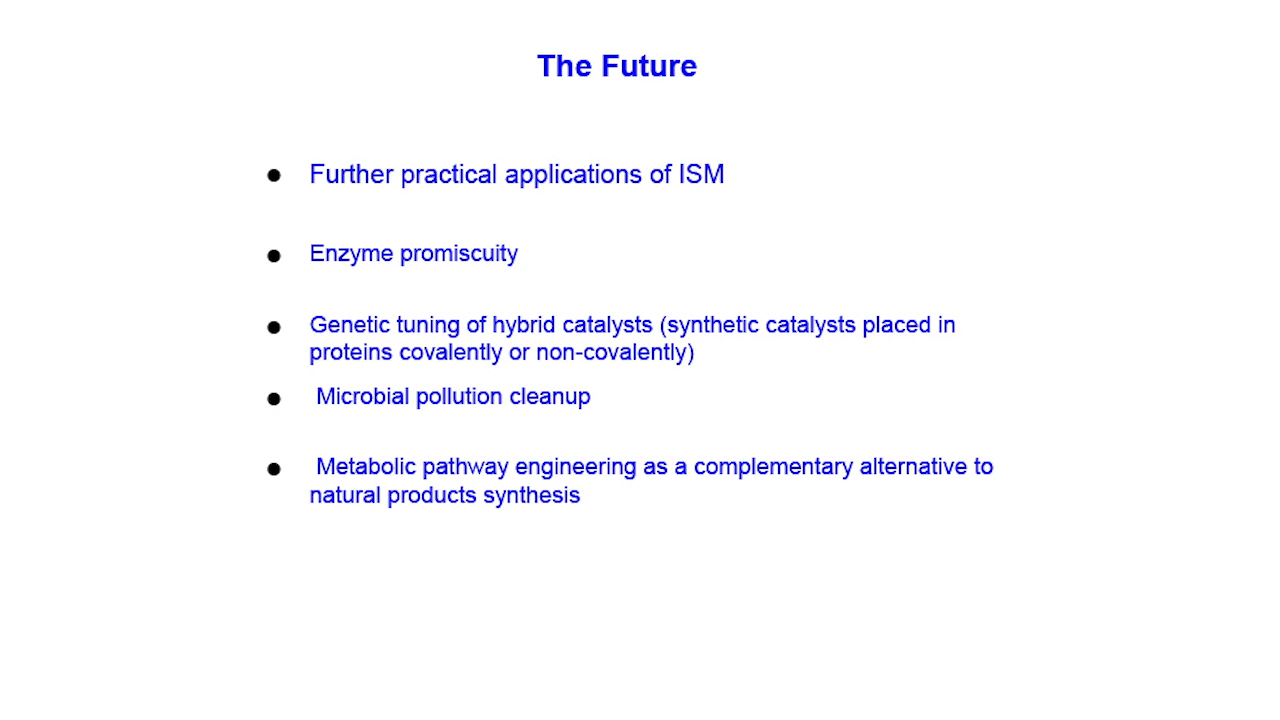 The Future
● Further practical applications of ISM
● Enzyme promiscuity
● Genetic tuning of hybrid catalysts (synthetic catalysts placed in
proteins covalently or non-covalently)
● Microbial pollution cleanup
● Metabolic pathway engineering as a complementary alternative to
natural products synthesis